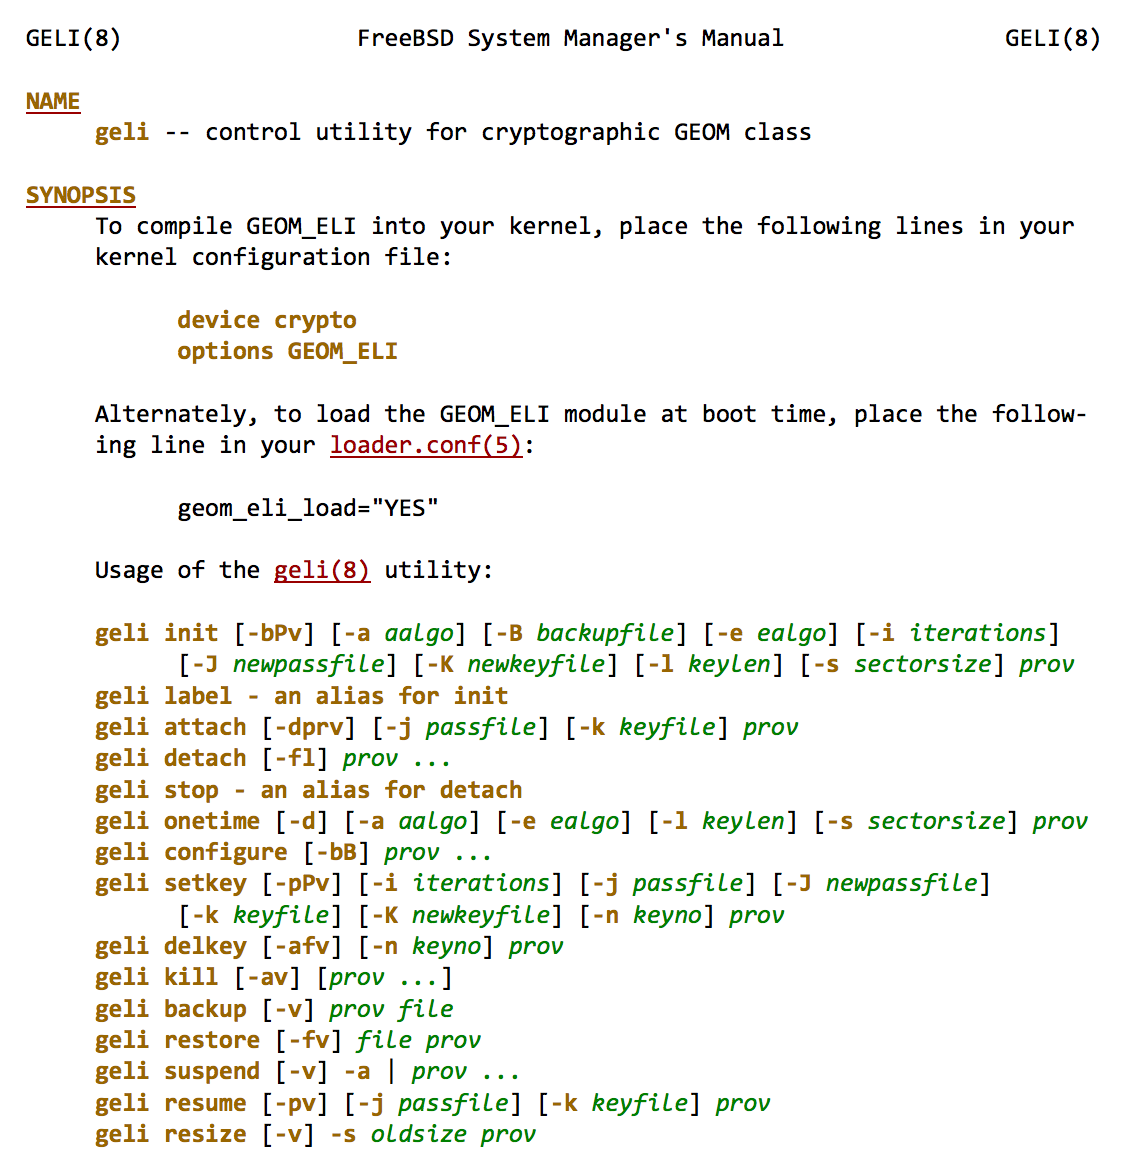 GELI(8) FreeBSD System Manager's Manual GELI(8)
NAME
geli -- control utility for cryptographic GEOM class
SYNOPSIS
To compile GEOM_ELI into your kernel, place the following lines in your
kernel configuration file:
device crypto
options GEOM_ELI
Alternately, to load the GEOM_ELI module at boot time, place the follow-
ing line in your loader.conf(5):
geom_eli_load="YES"
Usage of the geli(8) utility:
geli init [-bPv] [-a aalgo] [-B backupfile] [-e ealgo] [-i iterations]
[-J newpassfile] [-K newkeyfile] [-l keylen] [-s sectorsize] prov
geli label - an alias for init
geli attach [-dprv] [-j passfile] [-k keyfile] prov
geli detach [-fl] prov ...
geli stop - an alias for detach
geli onetime [-d] [-a aalgo] [-e ealgo] [-l keylen] [-s sectorsize] prov
geli configure [-bB] prov ...
geli setkey [-pPv] [-i iterations] [-j passfile] [-J newpassfile]
[-k keyfile] [-K newkeyfile] [-n keyno] prov
geli delkey [-afv] [-n keyno] prov
geli kill [-av] [prov ...]
geli backup [-v] prov file
geli restore [-fv] file prov
geli suspend [-v] -a | prov ...
geli resume [-pv] [-j passfile] [-k keyfile] prov
geli resize [-v] -s oldsize prov